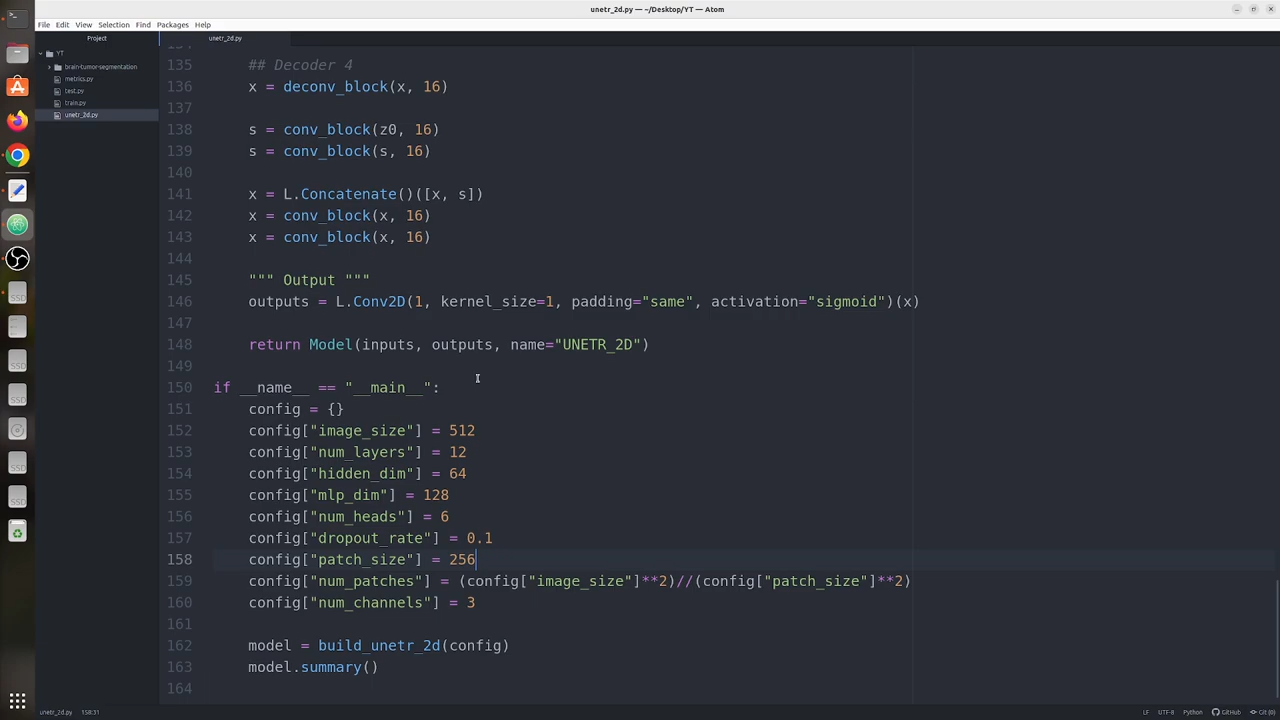 unetr_2d.py — ~/Desktop/YT — Atom
File Edit View Selection Find Packages Help
Project
unetr_2d.py
YT
brain-tumor-segmentation
metrics.py
test.py
train.py
unetr_2d.py
135 ## Decoder 4
136 x = deconv_block(x, 16)
137
138 s = conv_block(z0, 16)
139 s = conv_block(s, 16)
140
141 x = L.Concatenate()([x, s])
142 x = conv_block(x, 16)
143 x = conv_block(x, 16)
144
145 """ Output """
146 outputs = L.Conv2D(1, kernel_size=1, padding="same", activation="sigmoid")(x)
147
148 return Model(inputs, outputs, name="UNETR_2D")
149
150 if __name__ == "__main__":
151 config = {}
152 config["image_size"] = 512
153 config["num_layers"] = 12
154 config["hidden_dim"] = 64
155 config["mlp_dim"] = 128
156 config["num_heads"] = 6
157 config["dropout_rate"] = 0.1
158 config["patch_size"] = 256
159 config["num_patches"] = (config["image_size"]**2)//(config["patch_size"]**2)
160 config["num_channels"] = 3
161
162 model = build_unetr_2d(config)
163 model.summary()
164
unetr_2d.py 158:31 LF UTF-8 Python GitHub Git (0)
SSD
SSD
SSD
SSD
SSD